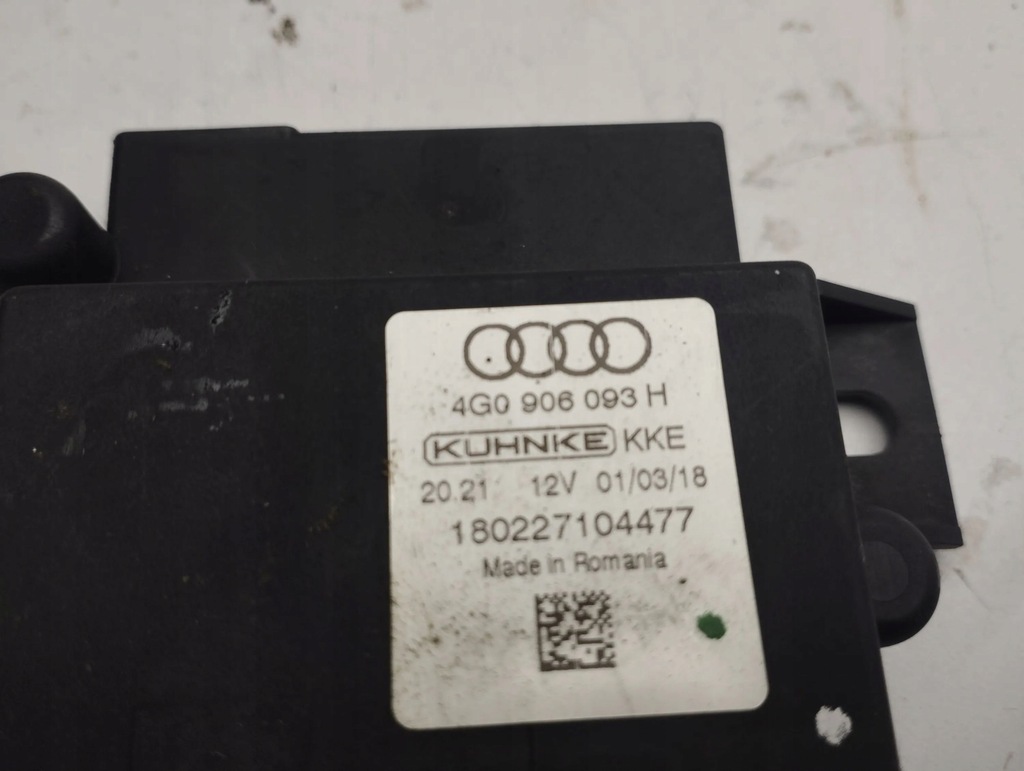 4G0 906 093 H
KUHNKE KKE
20.21 12V 01/03/18
180227104477
Made in Romania